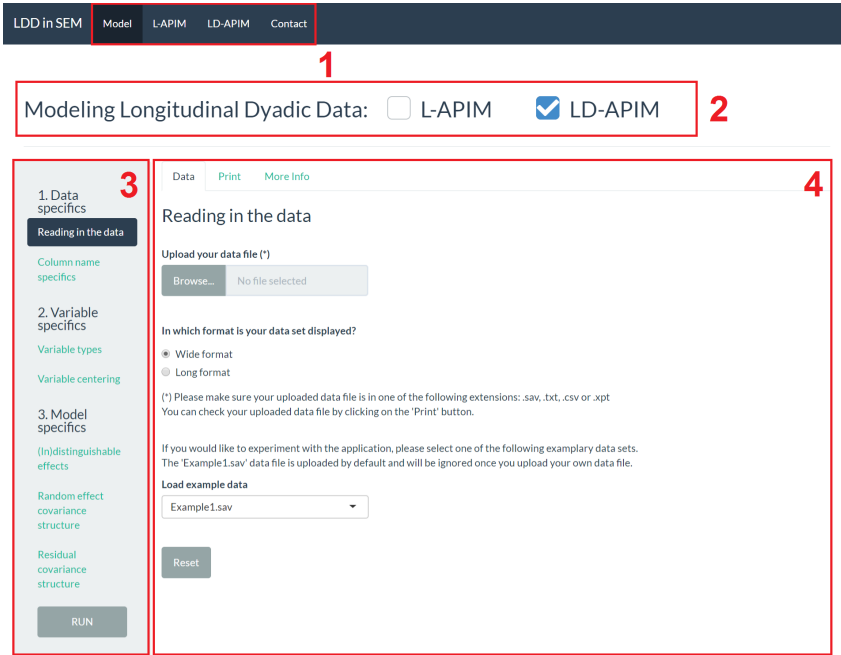 LDD in SEM Model L-APIM LD-APIM Contact
1
Modeling Longitudinal Dyadic Data: L-APIM LD-APIM 2
3
1. Data
specifics
Reading in the data
Column name
specifics
2. Variable
specifics
Variable types
Variable centering
3. Model
specifics
(In)distinguishable
effects
Random effect
covariance
structure
Residual
covariance
structure
RUN
Data Print More Info 4
Reading in the data
Upload your data file (*)
Browse... No file selected
In which format is your data set displayed?
Wide format
Long format
(*) Please make sure your uploaded data file is in one of the following extensions: .sav, .txt, .csv or .xpt
You can check your uploaded data file by clicking on the 'Print' button.
If you would like to experiment with the application, please select one of the following examplary data sets.
The 'Example1.sav' data file is uploaded by default and will be ignored once you upload your own data file.
Load example data
Example1.sav
Reset